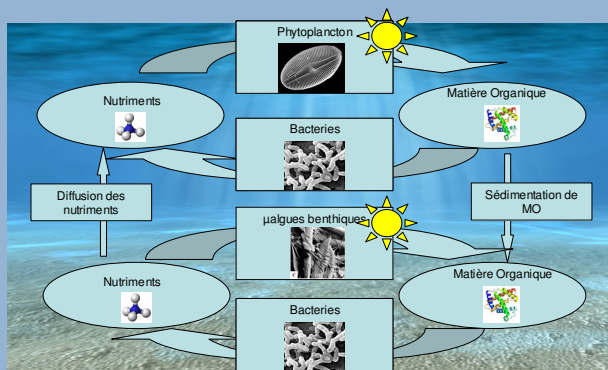 Phytoplancton
Nutriments
Matière Organique
Bacteries
Diffusion des
nutriments
Sédimentation de
MO
µalgues benthiques
Nutriments
Matière Organique
Bacteries